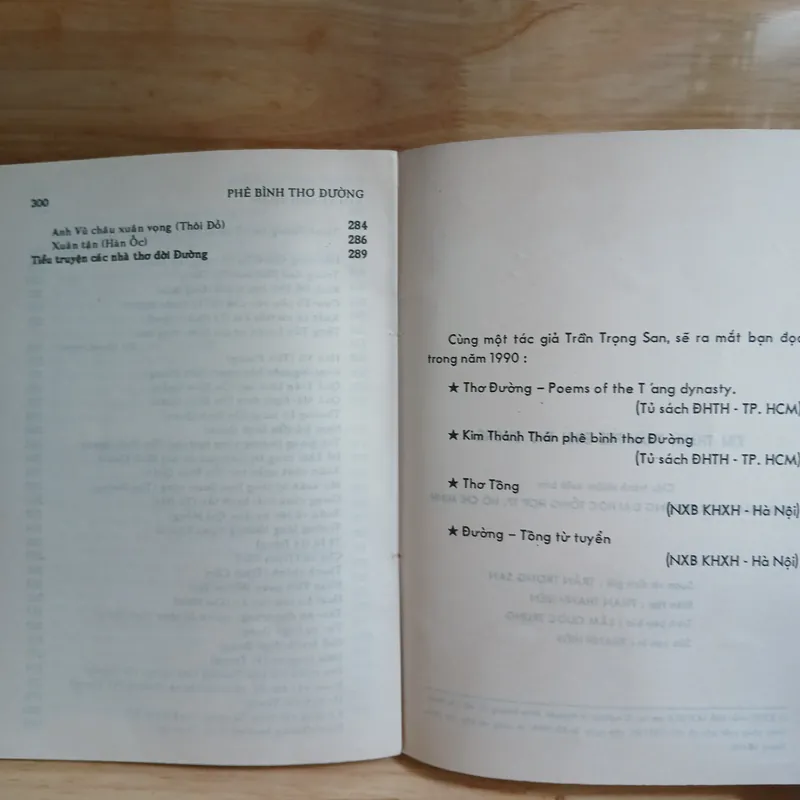 300
PHÊ BÌNH THƠ ĐƯỜNG
Anh Vũ châu xuân vọng (Thôi Đồ) 284
Xuân tận (Hàn Ốc) 286
Tiểu truyện các nhà thơ đời Đường 289
Cùng một tác giả Trần Trọng San, sẽ ra mắt bạn đọc
trong năm 1990 :
★ Thơ Đường – Poems of the T´ang dynasty.
(Tủ sách ĐHTH - TP. HCM)
★ Kim Thánh Thán phê bình thơ Đường
(Tủ sách ĐHTH - TP. HCM)
★ Thơ Tống
(NXB KHXH - Hà Nội)
★ Đường – Tống từ tuyển
(NXB KHXH - Hà Nội)